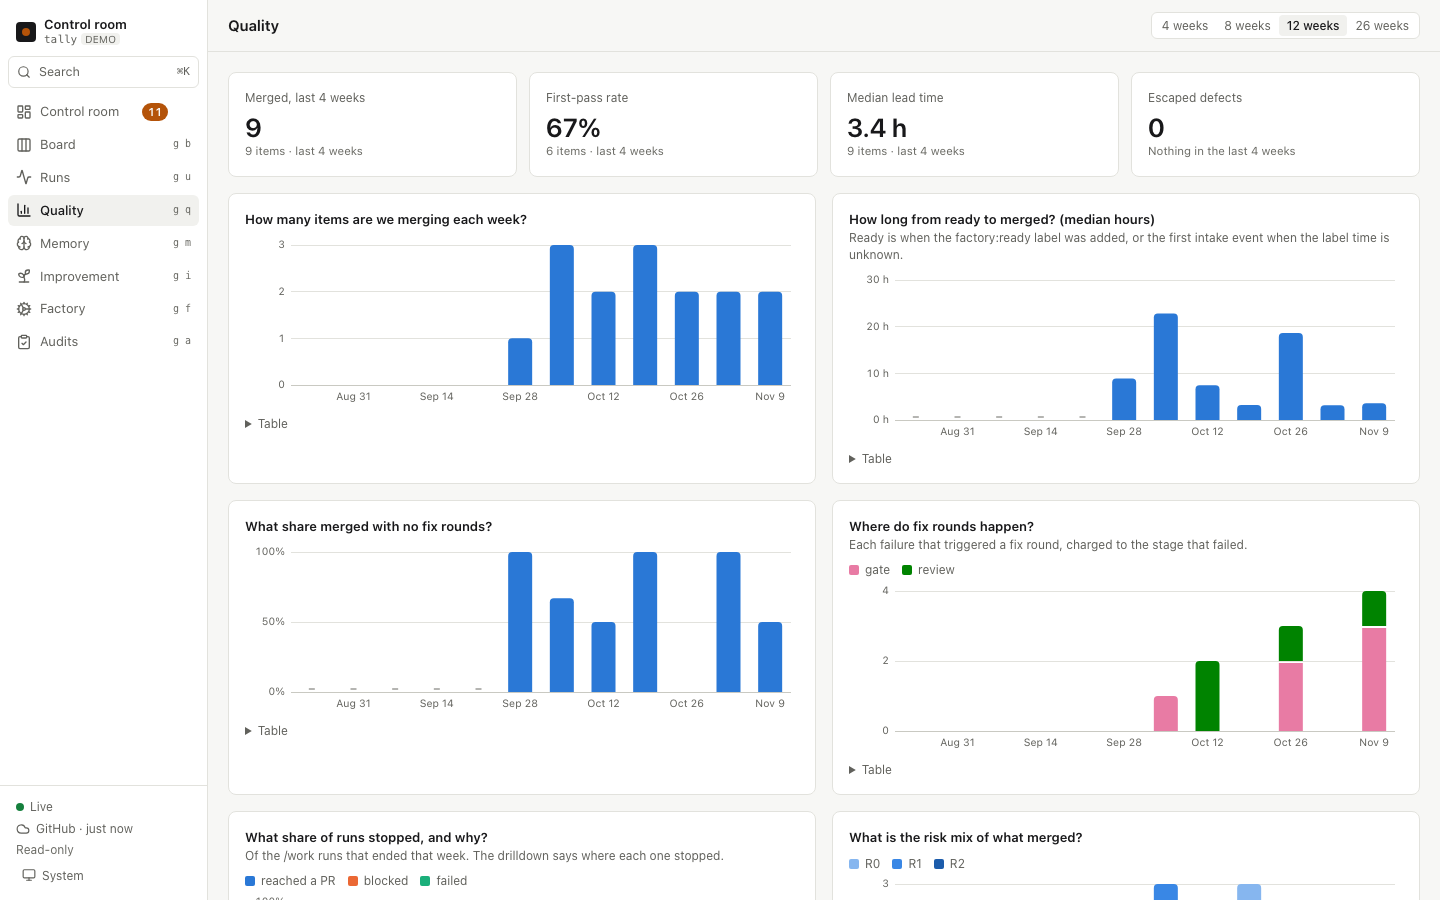 Control room
tally DEMO
Search ⌘K
Control room 11
Board g b
Runs g u
Quality g q
Memory g m
Improvement g i
Factory g f
Audits g a
Live
GitHub · just now
Read-only
System
Quality
4 weeks 8 weeks 12 weeks 26 weeks
Merged, last 4 weeks
9
9 items · last 4 weeks
First-pass rate
67%
6 items · last 4 weeks
Median lead time
3.4 h
9 items · last 4 weeks
Escaped defects
0
Nothing in the last 4 weeks
How many items are we merging each week?
3
2
1
0
Aug 31 Sep 14 Sep 28 Oct 12 Oct 26 Nov 9
Table
How long from ready to merged? (median hours)
Ready is when the factory:ready label was added, or the first intake event when the label time is
unknown.
30 h
20 h
10 h
0 h
Aug 31 Sep 14 Sep 28 Oct 12 Oct 26 Nov 9
Table
What share merged with no fix rounds?
100%
50%
0%
Aug 31 Sep 14 Sep 28 Oct 12 Oct 26 Nov 9
Table
Where do fix rounds happen?
Each failure that triggered a fix round, charged to the stage that failed.
gate review
4
2
0
Aug 31 Sep 14 Sep 28 Oct 12 Oct 26 Nov 9
Table
What share of runs stopped, and why?
Of the /work runs that ended that week. The drilldown says where each one stopped.
reached a PR blocked failed
100%
What is the risk mix of what merged?
R0 R1 R2
3